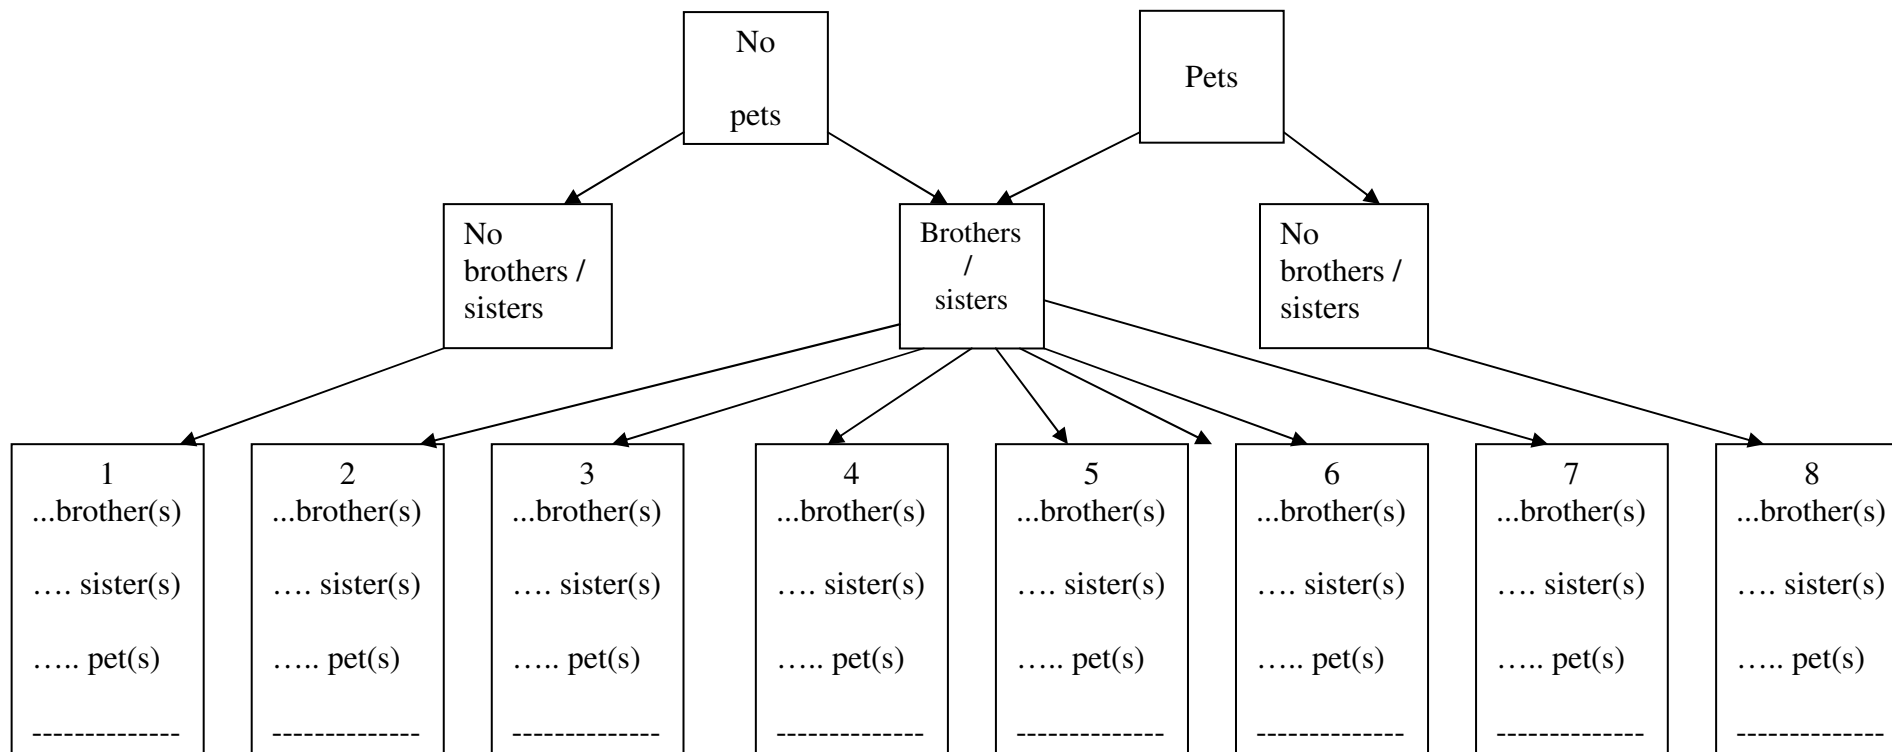 No
pets
Pets
No
brothers /
sisters
Brothers
/
sisters
No
brothers /
sisters
1
...brother(s)
…. sister(s)
….. pet(s)
--------------
2
...brother(s)
…. sister(s)
….. pet(s)
--------------
3
...brother(s)
…. sister(s)
….. pet(s)
--------------
4
...brother(s)
…. sister(s)
….. pet(s)
--------------
5
...brother(s)
…. sister(s)
….. pet(s)
--------------
6
...brother(s)
…. sister(s)
….. pet(s)
--------------
7
...brother(s)
…. sister(s)
….. pet(s)
--------------
8
...brother(s)
…. sister(s)
….. pet(s)
--------------